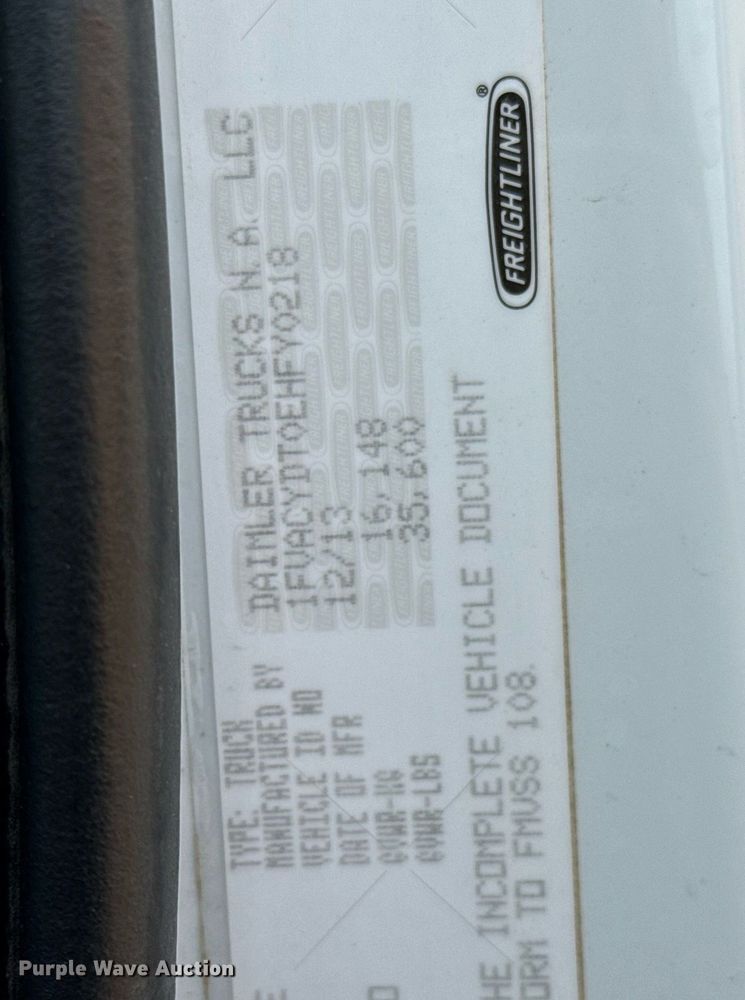 TYPE: TRUCK
MANUFACTURED BY DAIMLER TRUCKS N.A. LLC
VEHICLE ID NO 1FVACYDT0EHFY0218
DATE OF MFR 12/13
GVWR-KG 16,148
GVWR-LBS 35,600
HE INCOMPLETE VEHICLE DOCUMENT
ORM TO FMVSS 108.
FREIGHTLINER®
Purple Wave Auction